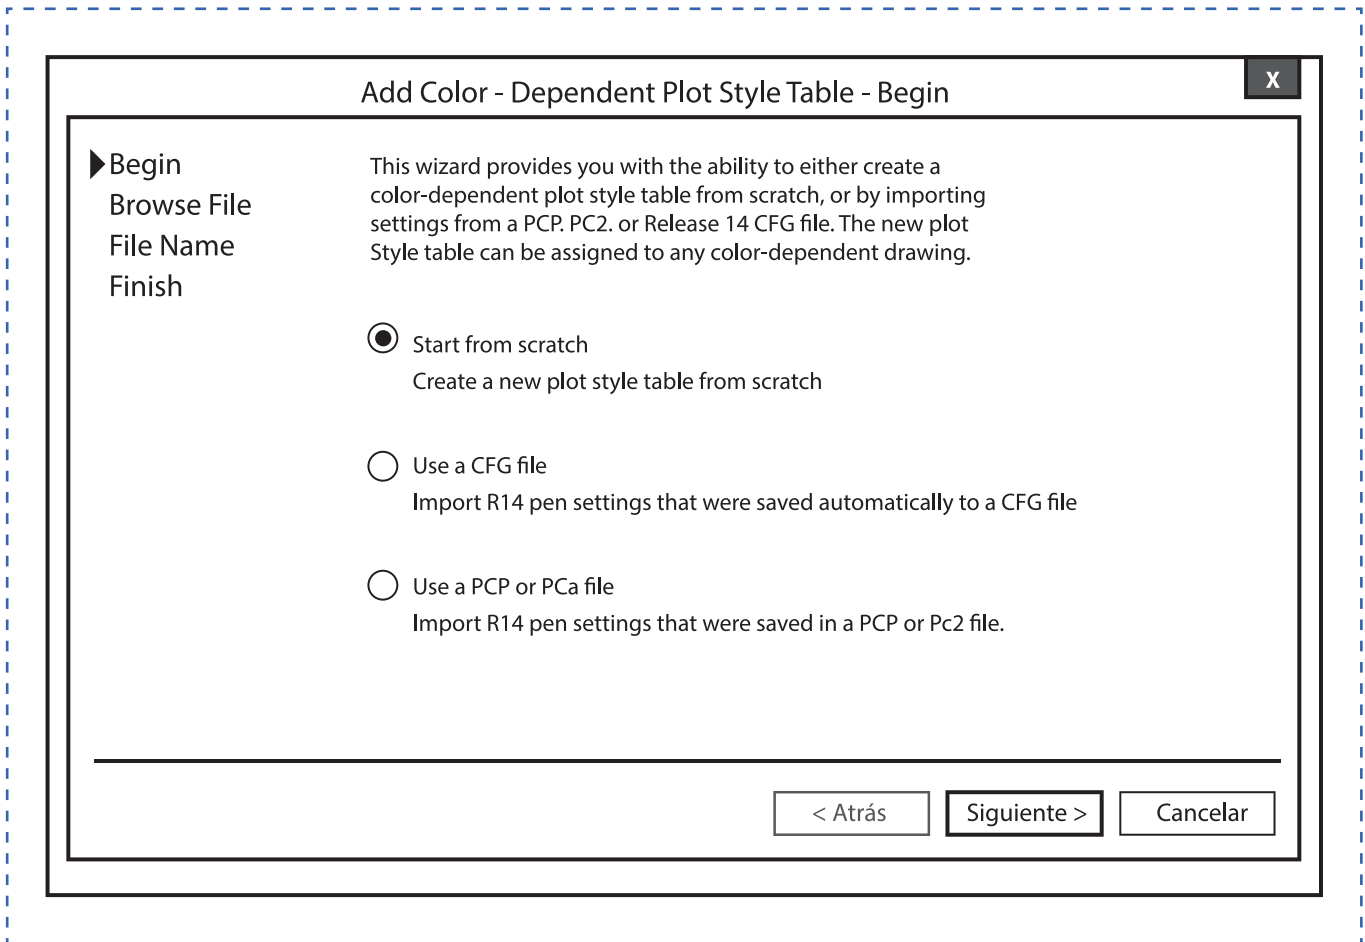 Add Color - Dependent Plot Style Table - Begin
X
Begin
Browse File
File Name
Finish
This wizard provides you with the ability to either create a
color-dependent plot style table from scratch, or by importing
settings from a PCP. PC2. or Release 14 CFG file. The new plot
Style table can be assigned to any color-dependent drawing.
Start from scratch
Create a new plot style table from scratch
Use a CFG file
Import R14 pen settings that were saved automatically to a CFG file
Use a PCP or PCa file
Import R14 pen settings that were saved in a PCP or Pc2 file.
< Atrás
Siguiente >
Cancelar